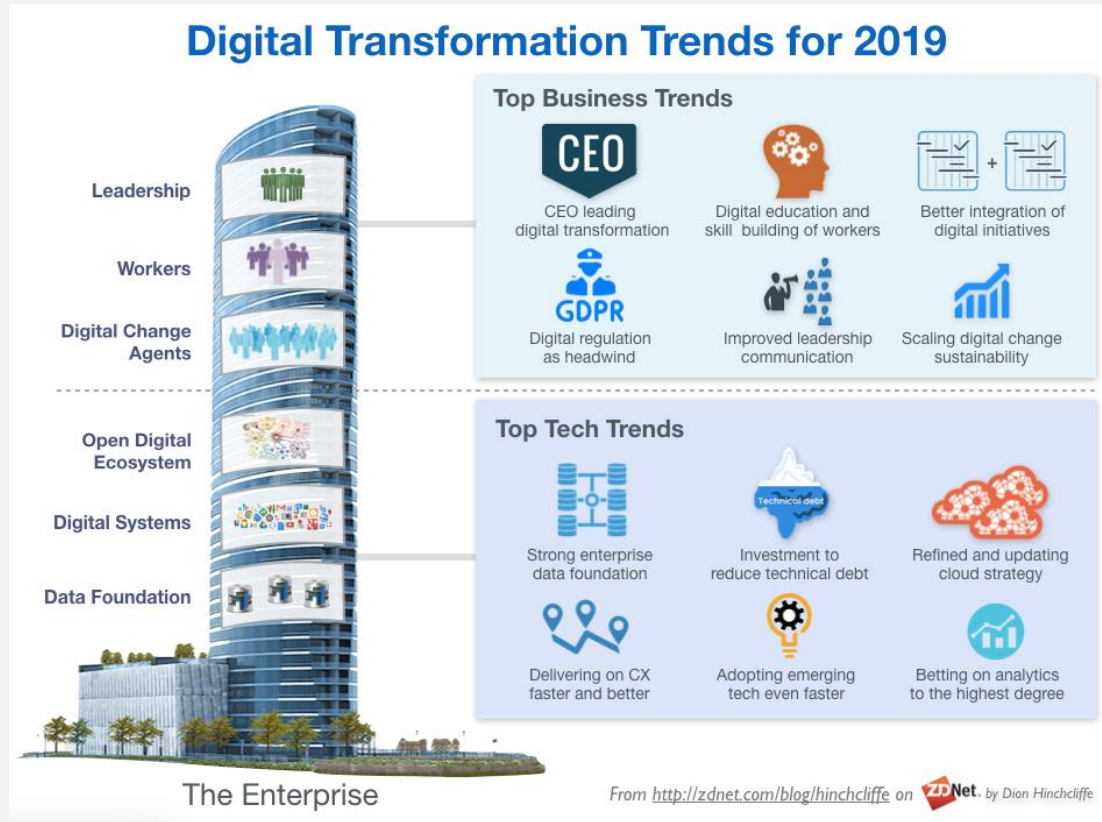 Digital Transformation Trends for 2019
Top Business Trends
CEO
CEO leading
digital transformation
Digital education and
skill building of workers
Better integration of
digital initiatives
GDPR
Digital regulation
as headwind
Improved leadership
communication
Scaling digital change
sustainability
Leadership
Workers
Digital Change
Agents
Open Digital
Ecosystem
Digital Systems
Data Foundation
Top Tech Trends
Strong enterprise
data foundation
Technical debt
Investment to
reduce technical debt
Refined and updating
cloud strategy
Delivering on CX
faster and better
Adopting emerging
tech even faster
Betting on analytics
to the highest degree
The Enterprise
From http://zdnet.com/blog/hinchcliffe on ZDNet. by Dion Hinchcliffe